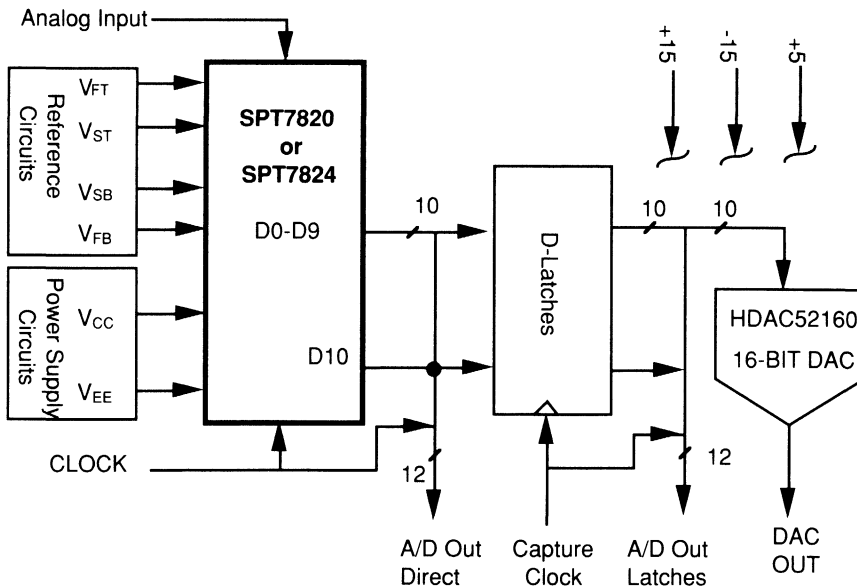 Analog Input
+15
-15
+5
Reference
Circuits
VFT
VST
VSB
VFB
SPT7820
or
SPT7824
D0-D9
D10
10
D-Latches
10
10
HDAC52160
16-BIT DAC
Power Supply
Circuits
VCC
VEE
CLOCK
12
12
A/D Out
Direct
Capture
Clock
A/D Out
Latches
DAC
OUT